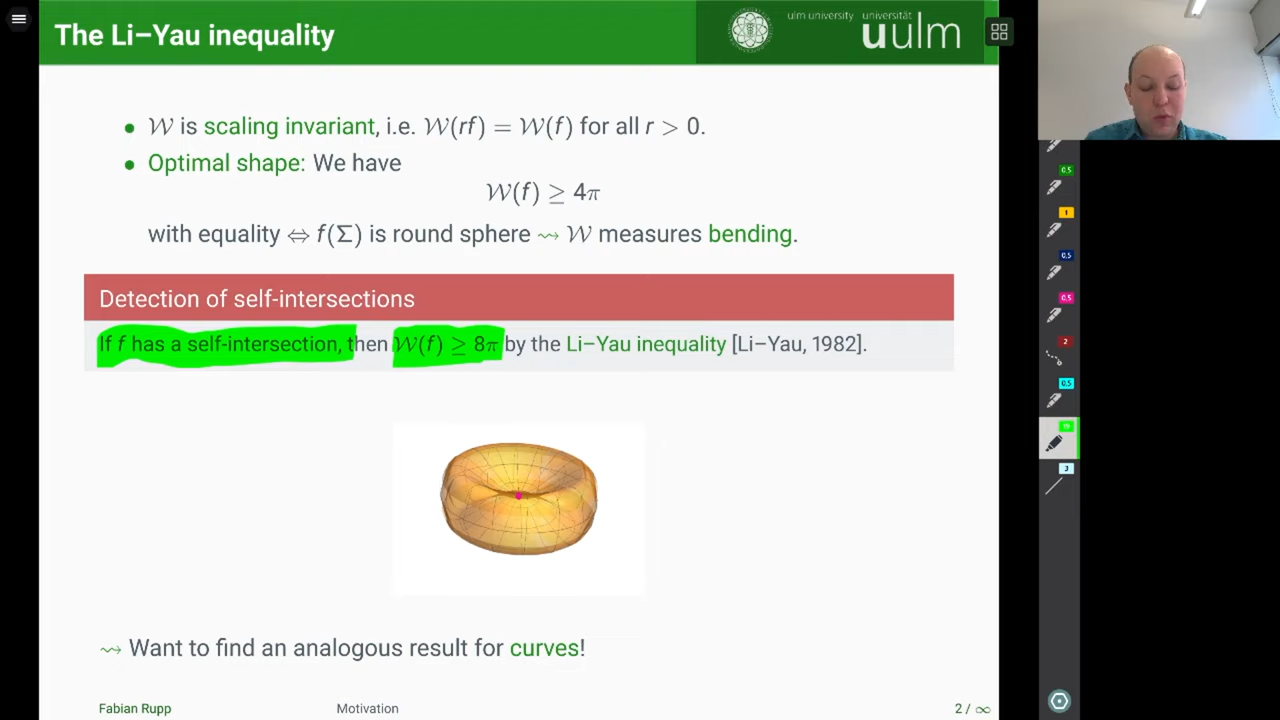 The Li–Yau inequality
ulm university universität
uulm
• 𝒲 is scaling invariant, i.e. 𝒲(rf) = 𝒲(f) for all r > 0.
• Optimal shape: We have
𝒲(f) ≥ 4π
with equality ⇔ f(Σ) is round sphere ⇝ 𝒲 measures bending.
Detection of self-intersections
If f has a self-intersection, then 𝒲(f) ≥ 8π by the Li–Yau inequality [Li–Yau, 1982].
⇝ Want to find an analogous result for curves!
Fabian Rupp Motivation 2 / ∞
0.5
1
0.5
0.5
2
0.5
3